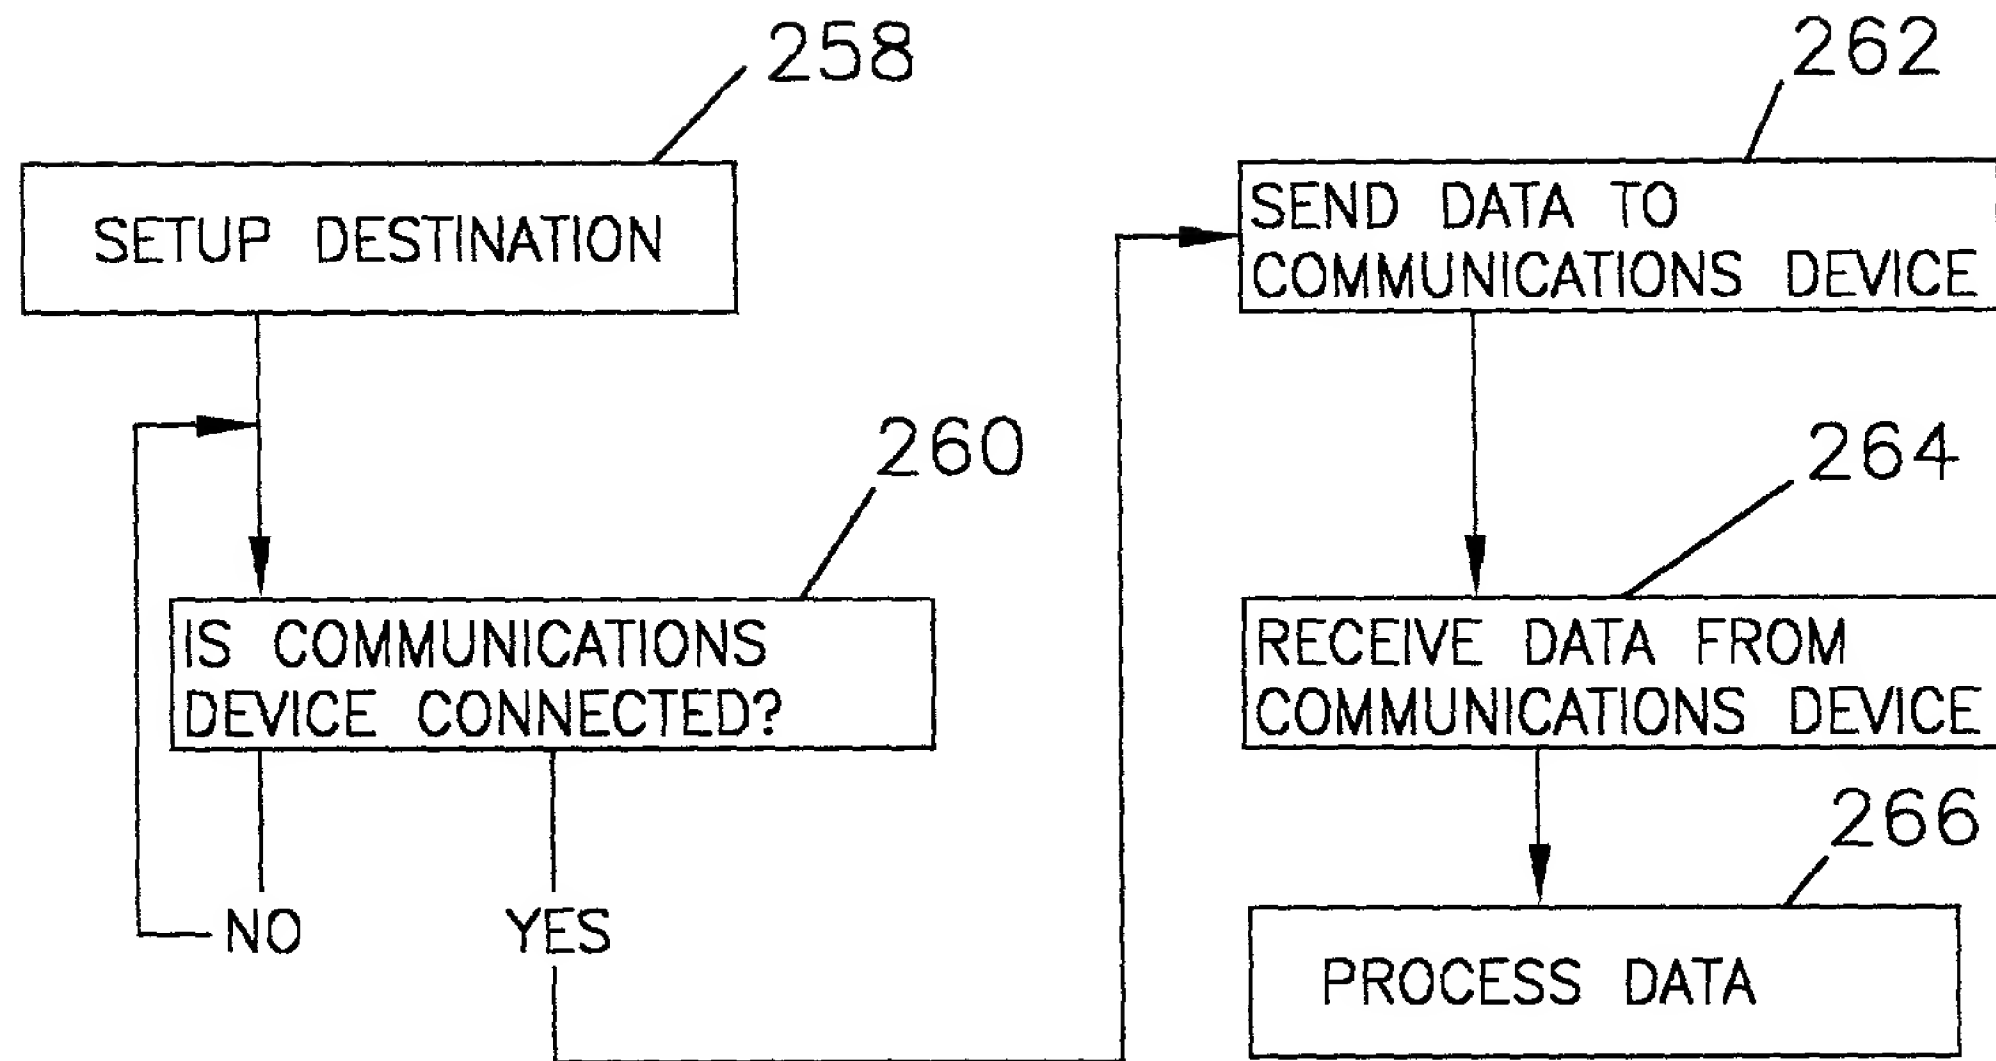 258
SETUP DESTINATION
260
IS COMMUNICATIONS
DEVICE CONNECTED?
NO
YES
262
SEND DATA TO
COMMUNICATIONS DEVICE
264
RECEIVE DATA FROM
COMMUNICATIONS DEVICE
266
PROCESS DATA